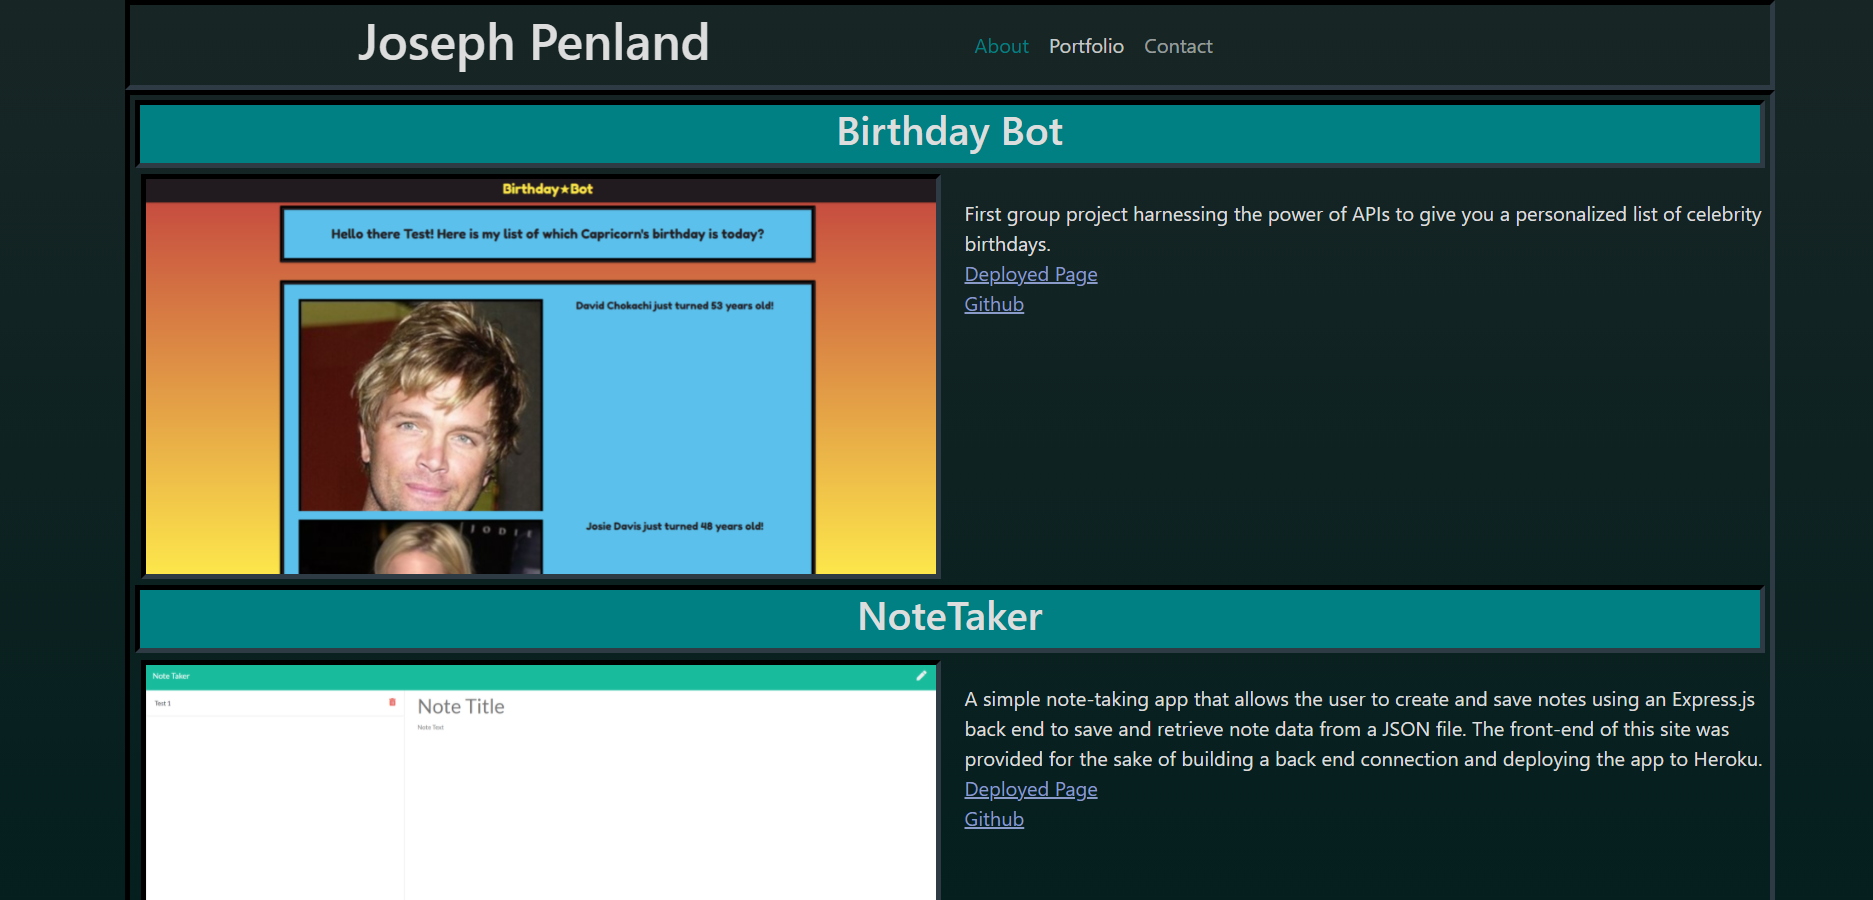 Joseph Penland
About Portfolio Contact
Birthday Bot
Birthday★Bot
Hello there Test! Here is my list of which Capricorn's birthday is today?
David Chokachi just turned 53 years old!
JODIE
Josie Davis just turned 48 years old!
First group project harnessing the power of APIs to give you a personalized list of celebrity
birthdays.
Deployed Page
Github
NoteTaker
Note Taker
Test 1
Note Title
Note Text
A simple note-taking app that allows the user to create and save notes using an Express.js
back end to save and retrieve note data from a JSON file. The front-end of this site was
provided for the sake of building a back end connection and deploying the app to Heroku.
Deployed Page
Github